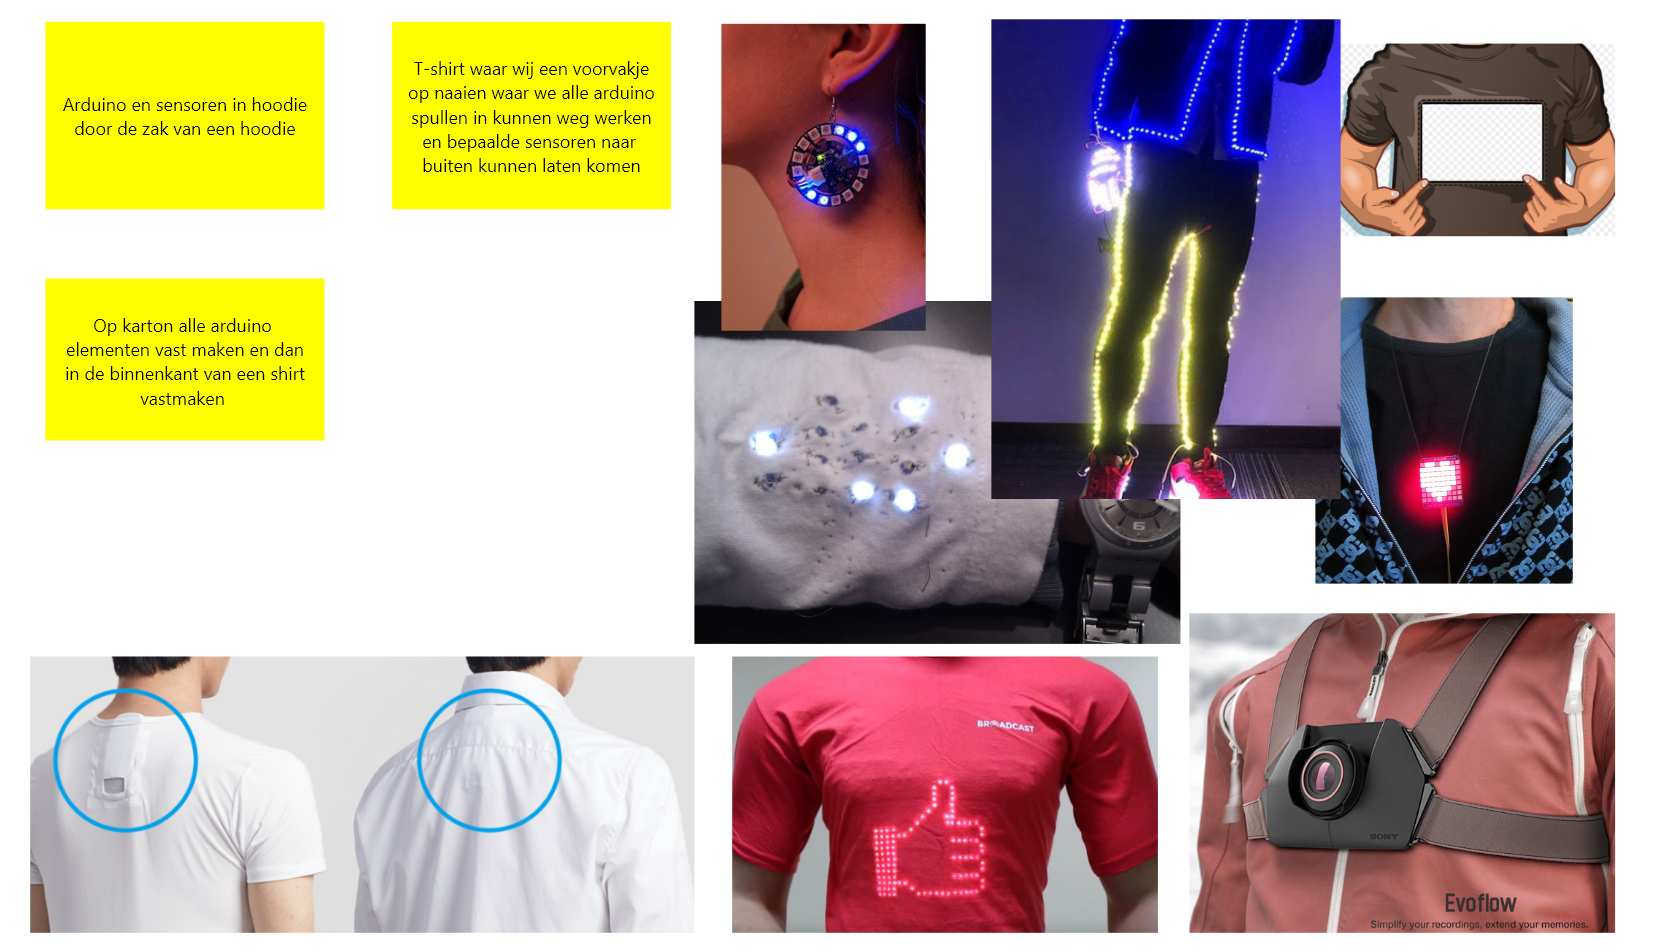 Arduino en sensoren in hoodie
door de zak van een hoodie
T-shirt waar wij een voorvakje
op naaien waar we alle arduino
spullen in kunnen weg werken
en bepaalde sensoren naar
buiten kunnen laten komen
Op karton alle arduino
elementen vast maken en dan
in de binnenkant van een shirt
vastmaken
6
BROADCAST
SONY
Evoflow
Simplify your recordings, extend your memories.